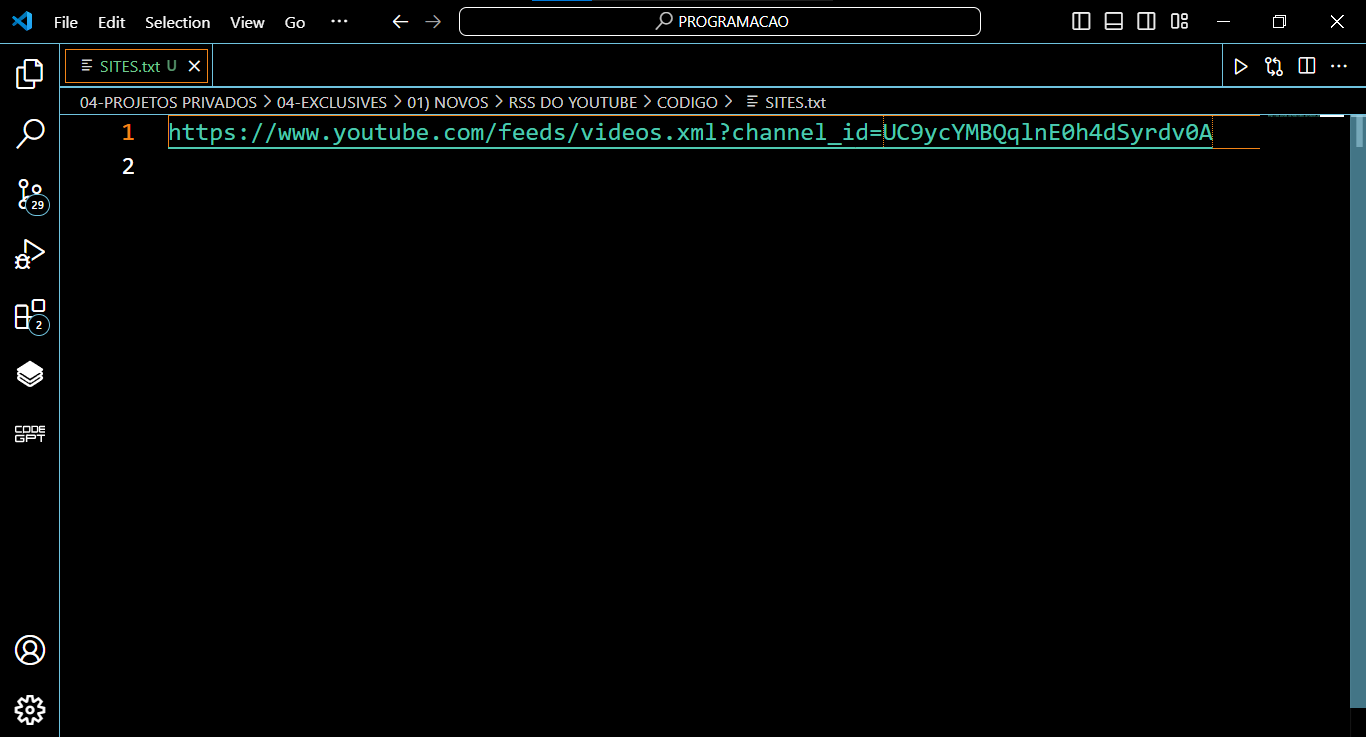 File Edit Selection View Go ··· PROGRAMACAO
SITES.txt U
04-PROJETOS PRIVADOS > 04-EXCLUSIVES > 01) NOVOS > RSS DO YOUTUBE > CODIGO > SITES.txt
1 https://www.youtube.com/feeds/videos.xml?channel_id=UC9ycYMBQqlnE0h4dSyrdv0A
2
29
2
CODE
GPT